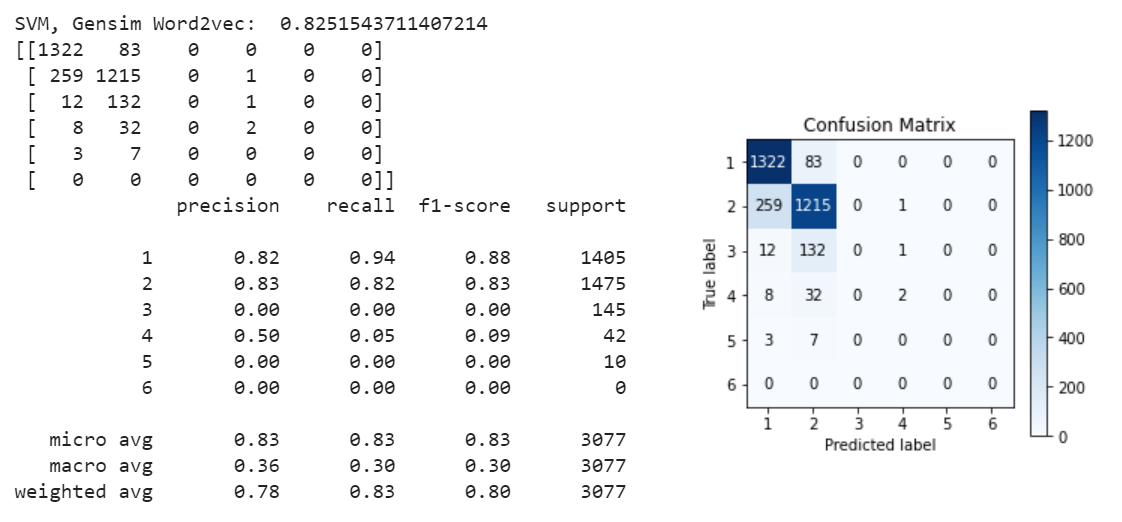 SVM, Gensim Word2vec:  0.8251543711407214
[[1322   83    0    0    0    0]
 [ 259 1215    0    1    0    0]
 [  12  132    0    1    0    0]
 [   8   32    0    2    0    0]
 [   3    7    0    0    0    0]
 [   0    0    0    0    0    0]]
              precision    recall  f1-score   support
           1       0.82      0.94      0.88      1405
           2       0.83      0.82      0.83      1475
           3       0.00      0.00      0.00       145
           4       0.50      0.05      0.09        42
           5       0.00      0.00      0.00        10
           6       0.00      0.00      0.00         0
   micro avg       0.83      0.83      0.83      3077
   macro avg       0.36      0.30      0.30      3077
weighted avg       0.78      0.83      0.80      3077
Confusion Matrix
True label
1 1322 83 0 0 0 0
2 259 1215 0 1 0 0
3 12 132 0 1 0 0
4 8 32 0 2 0 0
5 3 7 0 0 0 0
6 0 0 0 0 0 0
1 2 3 4 5 6
Predicted label
1200
1000
800
600
400
200
0